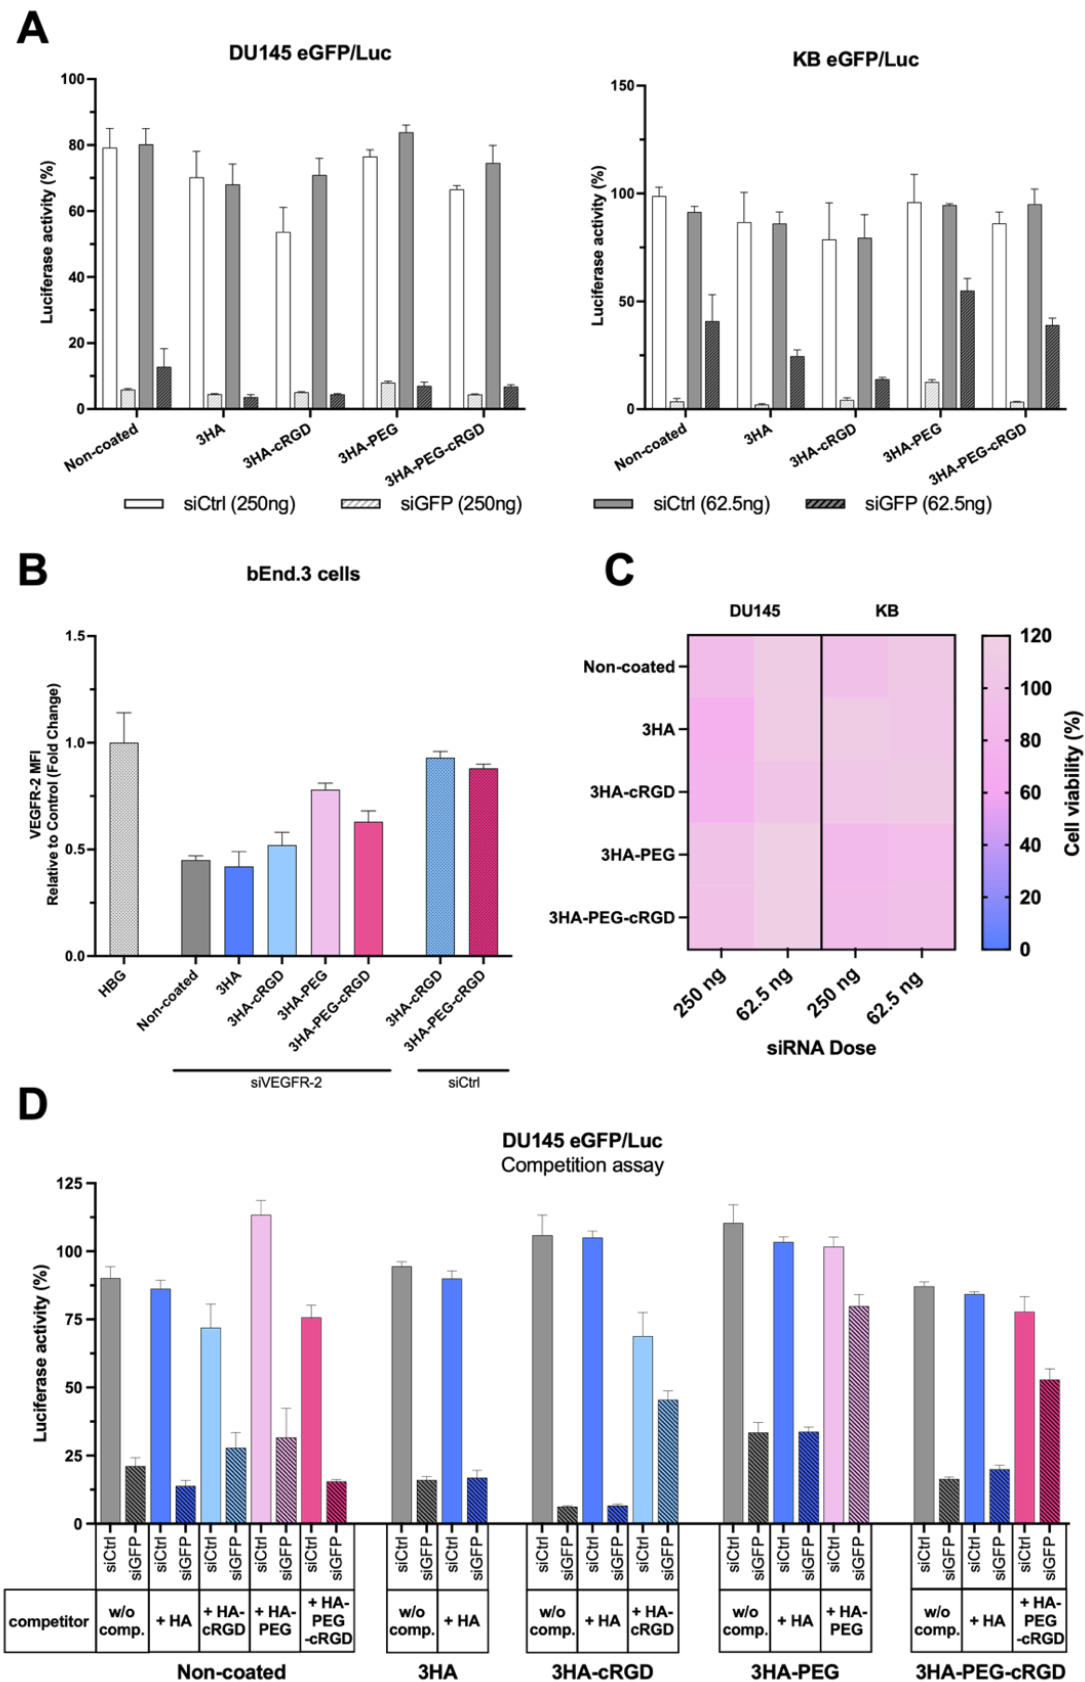 A
DU145 eGFP/Luc
KB eGFP/Luc
Luciferase activity (%)
100
80
60
40
20
0
Non-coated
3HA
3HA-cRGD
3HA-PEG
3HA-PEG-cRGD
Luciferase activity (%)
150
100
50
0
Non-coated
3HA
3HA-cRGD
3HA-PEG
3HA-PEG-cRGD
siCtrl (250ng)
siGFP (250ng)
siCtrl (62.5ng)
siGFP (62.5ng)
B
bEnd.3 cells
VEGFR-2 MFI
Relative to Control (Fold Change)
1.5
1.0
0.5
0.0
HBG
Non-coated
3HA
3HA-cRGD
3HA-PEG
3HA-PEG-cRGD
3HA-cRGD
3HA-PEG-cRGD
siVEGFR-2
siCtrl
C
DU145
KB
Non-coated
3HA
3HA-cRGD
3HA-PEG
3HA-PEG-cRGD
250 ng
62.5 ng
250 ng
62.5 ng
siRNA Dose
120
100
80
60
40
20
0
Cell viability (%)
D
DU145 eGFP/Luc
Competition assay
Luciferase activity (%)
125
100
75
50
25
0
siCtrl
siGFP
siCtrl
siGFP
siCtrl
siGFP
siCtrl
siGFP
siCtrl
siGFP
siCtrl
siGFP
siCtrl
siGFP
siCtrl
siGFP
siCtrl
siGFP
siCtrl
siGFP
siCtrl
siGFP
siCtrl
siGFP
siCtrl
siGFP
siCtrl
siGFP
siCtrl
siGFP
siCtrl
siGFP
competitor
w/o
comp.
+ HA
+ HA-
cRGD
+ HA-
PEG
+ HA-
PEG
-cRGD
w/o
comp.
+ HA
w/o
comp.
+ HA
+ HA-
cRGD
w/o
comp.
+ HA
+ HA-
PEG
w/o
comp.
+ HA
+ HA-
PEG
-cRGD
Non-coated
3HA
3HA-cRGD
3HA-PEG
3HA-PEG-cRGD